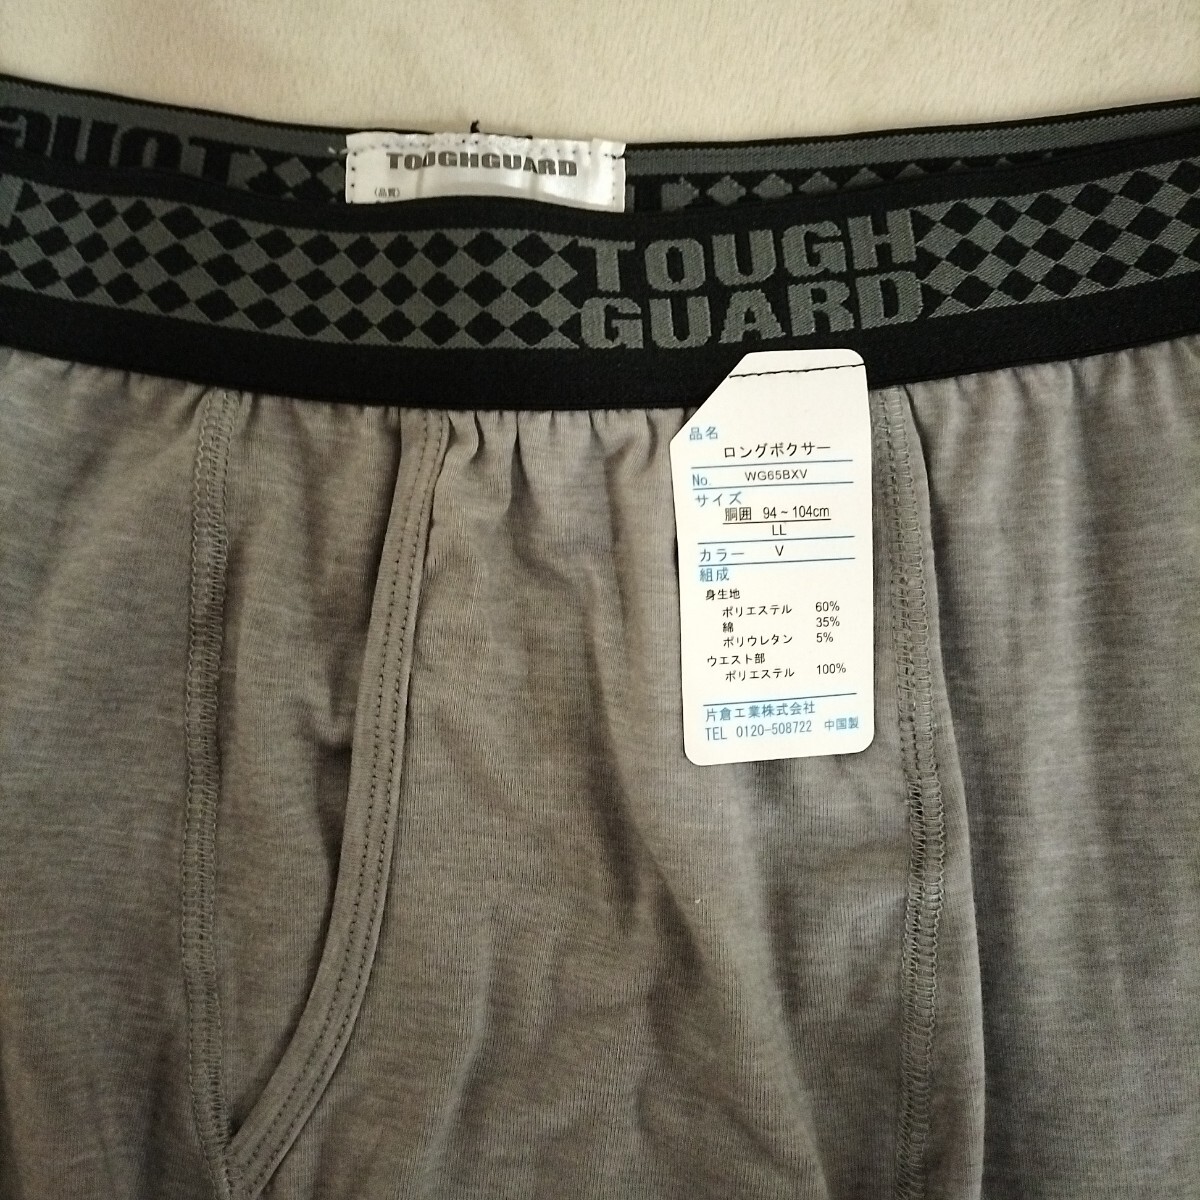 TOUGHGUARD
(品質)
TOUGH
GUARD
品名
ロングボクサー
No. WG65BXV
サイズ
胴囲 94~104cm
LL
カラー V
組成
身生地
ポリエステル 60%
綿 35%
ポリウレタン 5%
ウエスト部
ポリエステル 100%
片倉工業株式会社
TEL 0120-508722 中国製